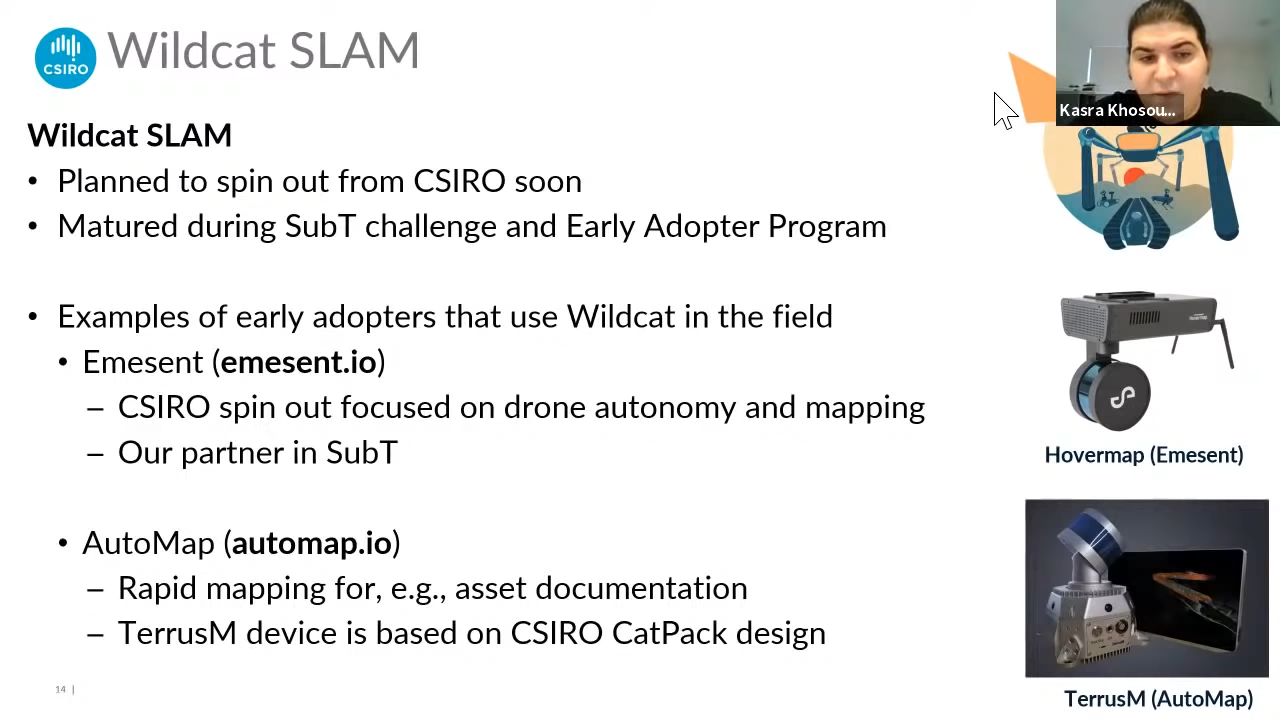 CSIRO
Wildcat SLAM
Kasra Khosou...
Wildcat SLAM
• Planned to spin out from CSIRO soon
• Matured during SubT challenge and Early Adopter Program
• Examples of early adopters that use Wildcat in the field
• Emesent (emesent.io)
– CSIRO spin out focused on drone autonomy and mapping
– Our partner in SubT
Hovermap (Emesent)
• AutoMap (automap.io)
– Rapid mapping for, e.g., asset documentation
– TerrusM device is based on CSIRO CatPack design
14 |
TerrusM (AutoMap)